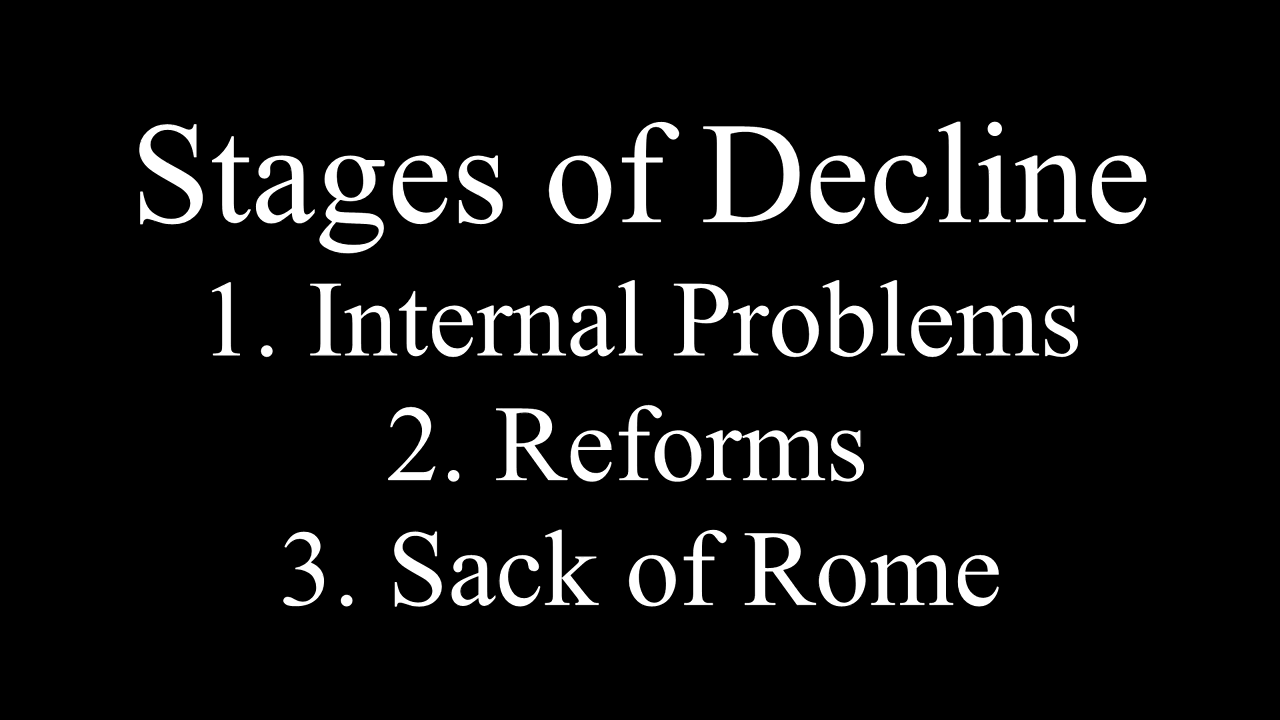 Stages of Decline
1. Internal Problems
2. Reforms
3. Sack of Rome